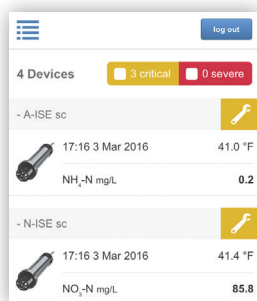 log out
4 Devices 3 critical 0 severe
- A-ISE sc
17:16 3 Mar 2016 41.0 °F
NH₄-N mg/L 0.2
- N-ISE sc
17:16 3 Mar 2016 41.4 °F
NO₃-N mg/L 85.8